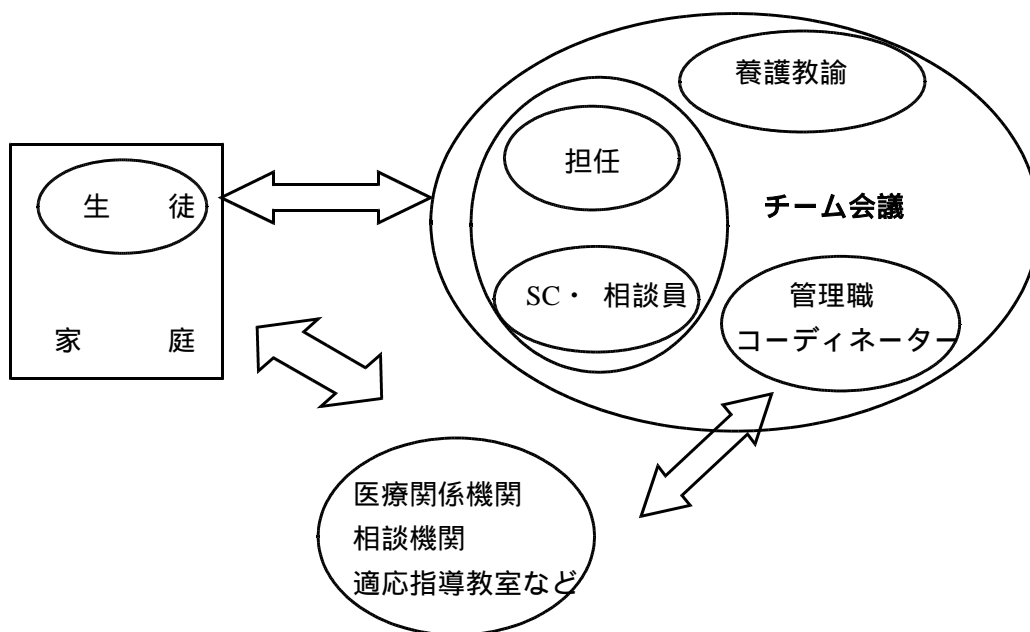 養護教諭
担任
生 徒
チーム会議
SC・ 相談員
管理職
コーディネーター
家 庭
医療関係機関
相談機関
適応指導教室など